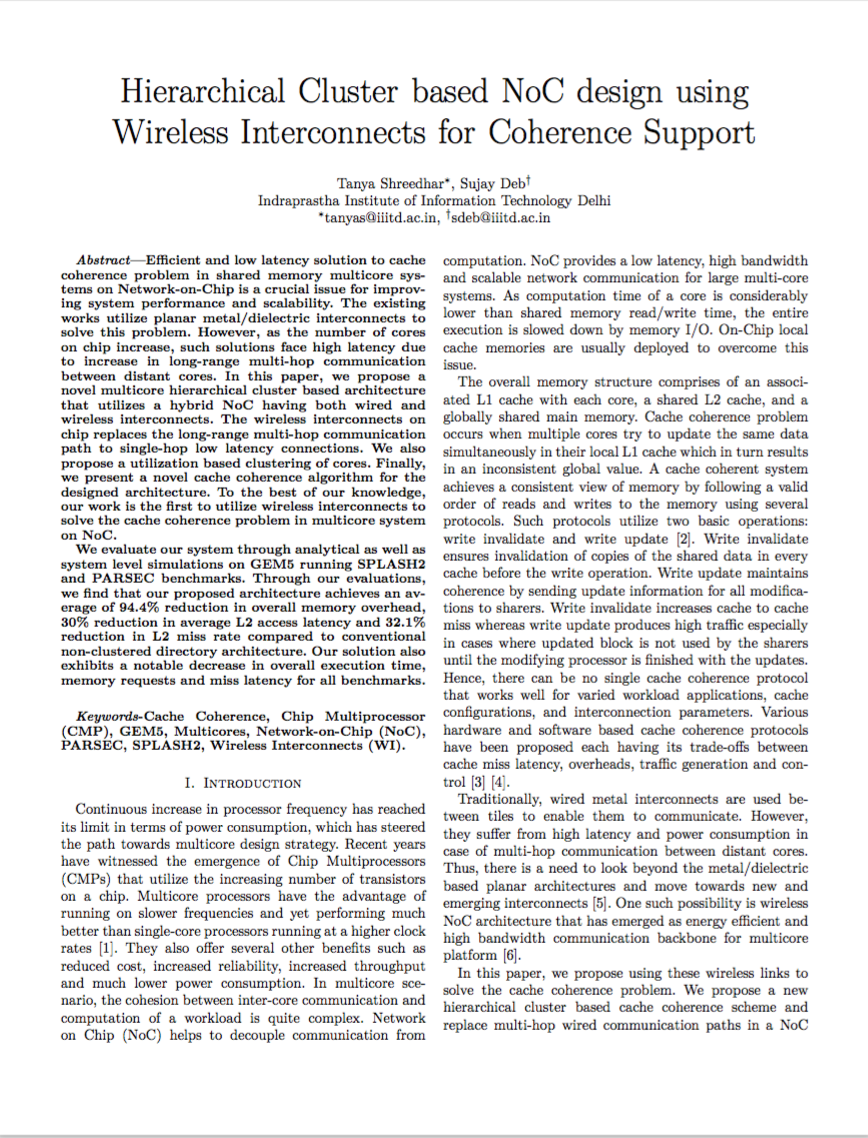 Hierarchical Cluster based NoC design using
Wireless Interconnects for Coherence Support
Tanya Shreedhar*, Sujay Deb†
Indraprastha Institute of Information Technology Delhi
*tanyas@iiitd.ac.in, †sdeb@iiitd.ac.in
Abstract—Efficient and low latency solution to cache
coherence problem in shared memory multicore sys-
tems on Network-on-Chip is a crucial issue for improv-
ing system performance and scalability. The existing
works utilize planar metal/dielectric interconnects to
solve this problem. However, as the number of cores
on chip increase, such solutions face high latency due
to increase in long-range multi-hop communication
between distant cores. In this paper, we propose a
novel multicore hierarchical cluster based architecture
that utilizes a hybrid NoC having both wired and
wireless interconnects. The wireless interconnects on
chip replaces the long-range multi-hop communication
path to single-hop low latency connections. We also
propose a utilization based clustering of cores. Finally,
we present a novel cache coherence algorithm for the
designed architecture. To the best of our knowledge,
our work is the first to utilize wireless interconnects to
solve the cache coherence problem in multicore system
on NoC.
We evaluate our system through analytical as well as
system level simulations on GEM5 running SPLASH2
and PARSEC benchmarks. Through our evaluations,
we find that our proposed architecture achieves an av-
erage of 94.4% reduction in overall memory overhead,
30% reduction in average L2 access latency and 32.1%
reduction in L2 miss rate compared to conventional
non-clustered directory architecture. Our solution also
exhibits a notable decrease in overall execution time,
memory requests and miss latency for all benchmarks.
Keywords-Cache Coherence, Chip Multiprocessor
(CMP), GEM5, Multicores, Network-on-Chip (NoC),
PARSEC, SPLASH2, Wireless Interconnects (WI).
I. Introduction
Continuous increase in processor frequency has reached
its limit in terms of power consumption, which has steered
the path towards multicore design strategy. Recent years
have witnessed the emergence of Chip Multiprocessors
(CMPs) that utilize the increasing number of transistors
on a chip. Multicore processors have the advantage of
running on slower frequencies and yet performing much
better than single-core processors running at a higher clock
rates [1]. They also offer several other benefits such as
reduced cost, increased reliability, increased throughput
and much lower power consumption. In multicore sce-
nario, the cohesion between inter-core communication and
computation of a workload is quite complex. Network
on Chip (NoC) helps to decouple communication from
computation. NoC provides a low latency, high bandwidth
and scalable network communication for large multi-core
systems. As computation time of a core is considerably
lower than shared memory read/write time, the entire
execution is slowed down by memory I/O. On-Chip local
cache memories are usually deployed to overcome this
issue.
The overall memory structure comprises of an associ-
ated L1 cache with each core, a shared L2 cache, and a
globally shared main memory. Cache coherence problem
occurs when multiple cores try to update the same data
simultaneously in their local L1 cache which in turn results
in an inconsistent global value. A cache coherent system
achieves a consistent view of memory by following a valid
order of reads and writes to the memory using several
protocols. Such protocols utilize two basic operations:
write invalidate and write update [2]. Write invalidate
ensures invalidation of copies of the shared data in every
cache before the write operation. Write update maintains
coherence by sending update information for all modifica-
tions to sharers. Write invalidate increases cache to cache
miss whereas write update produces high traffic especially
in cases where updated block is not used by the sharers
until the modifying processor is finished with the updates.
Hence, there can be no single cache coherence protocol
that works well for varied workload applications, cache
configurations, and interconnection parameters. Various
hardware and software based cache coherence protocols
have been proposed each having its trade-offs between
cache miss latency, overheads, traffic generation and con-
trol [3] [4].
Traditionally, wired metal interconnects are used be-
tween tiles to enable them to communicate. However,
they suffer from high latency and power consumption in
case of multi-hop communication between distant cores.
Thus, there is a need to look beyond the metal/dielectric
based planar architectures and move towards new and
emerging interconnects [5]. One such possibility is wireless
NoC architecture that has emerged as energy efficient and
high bandwidth communication backbone for multicore
platform [6].
In this paper, we propose using these wireless links to
solve the cache coherence problem. We propose a new
hierarchical cluster based cache coherence scheme and
replace multi-hop wired communication paths in a NoC